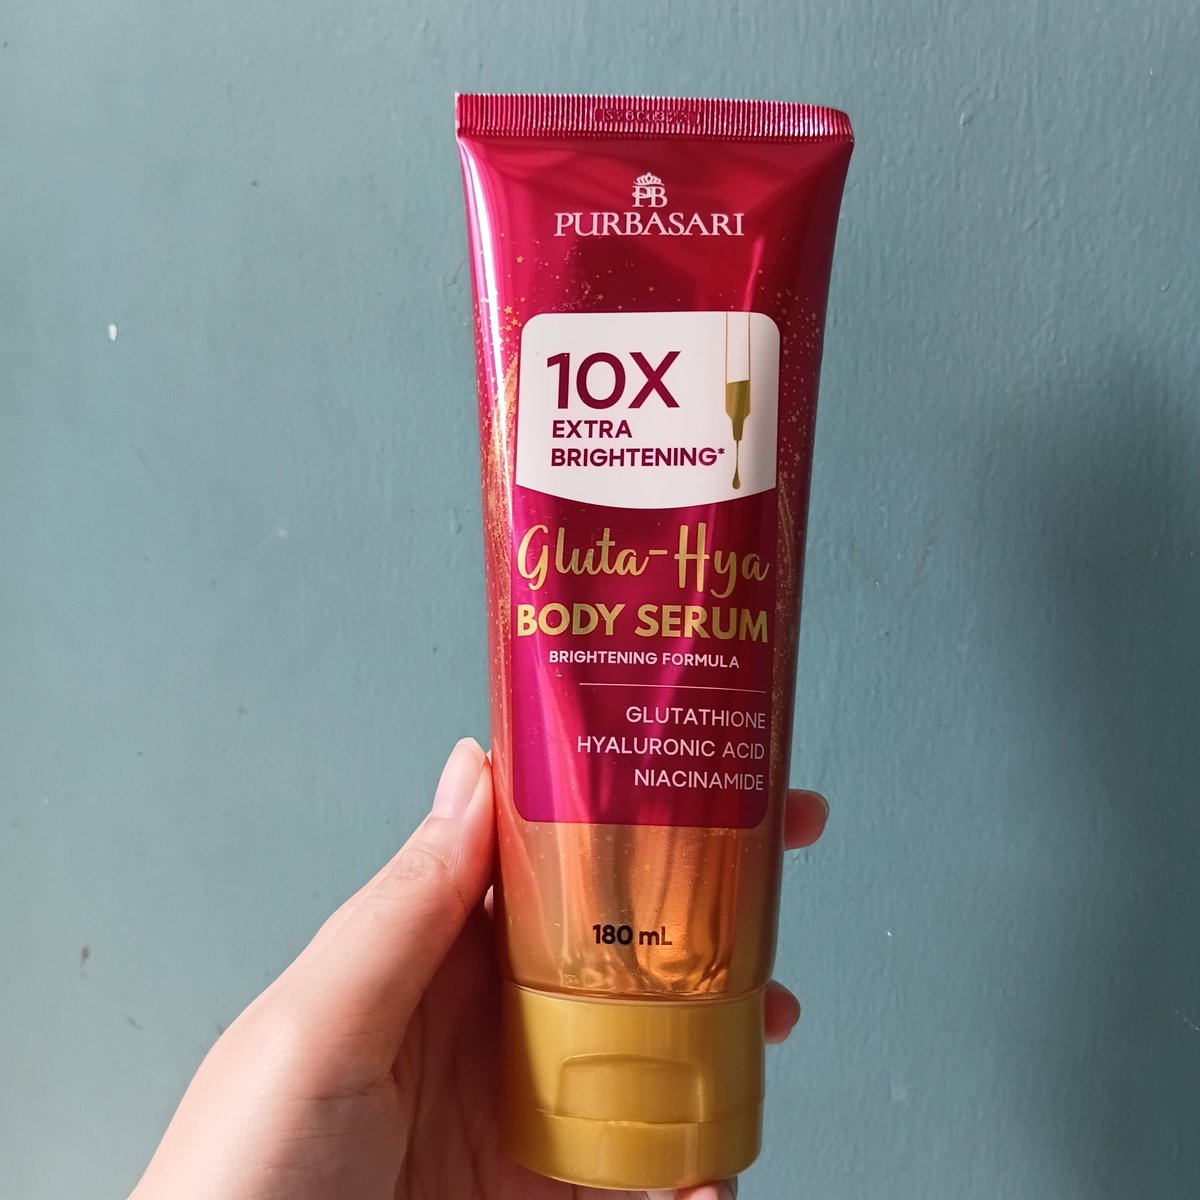 PB
PURBASARI
10X
EXTRA
BRIGHTENING*
Gluta-Hya
BODY SERUM
BRIGHTENING FORMULA
GLUTATHIONE
HYALURONIC ACID
NIACINAMIDE
180 mL